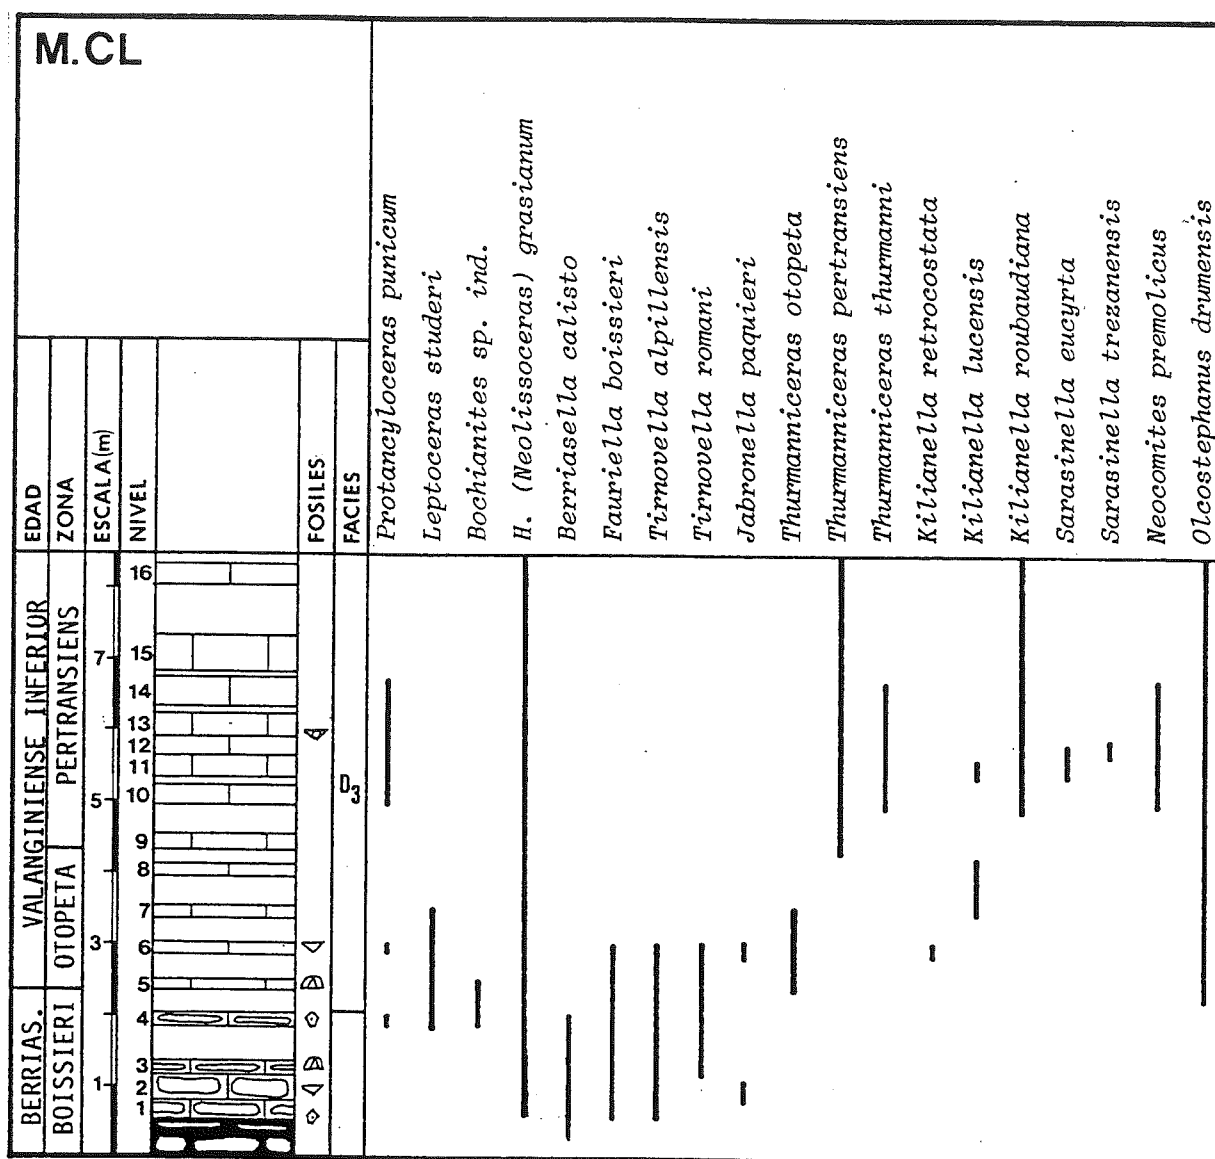 M.CL
EDAD
ZONA
ESCALA (m)
NIVEL
FOSILES
FACIES
Protancyloceras punicum
Leptoceras studeri
Bochianites sp. ind.
H. (Neolissoceras) grasianum
Berriasella calisto
Fauriella boissieri
Tirnovella alpillensis
Tirnovella romani
Jabronella paquieri
Thurmanniceras otopeta
Thurmanniceras pertransiens
Thurmanniceras thurmanni
Kilianella retrocostata
Kilianella lucensis
Kilianella roubaudiana
Sarasinella eucyrta
Sarasinella trezanensis
Neocomites premolicus
Olcostephanus drumensis
VALANGINIENSE INFERIOR
BERRIAS.
PERTRANSIENS
OTOPETA
BOISSIERI
7
5
3
1
16
15
14
13
12
11
10
9
8
7
6
5
4
3
2
1
D3